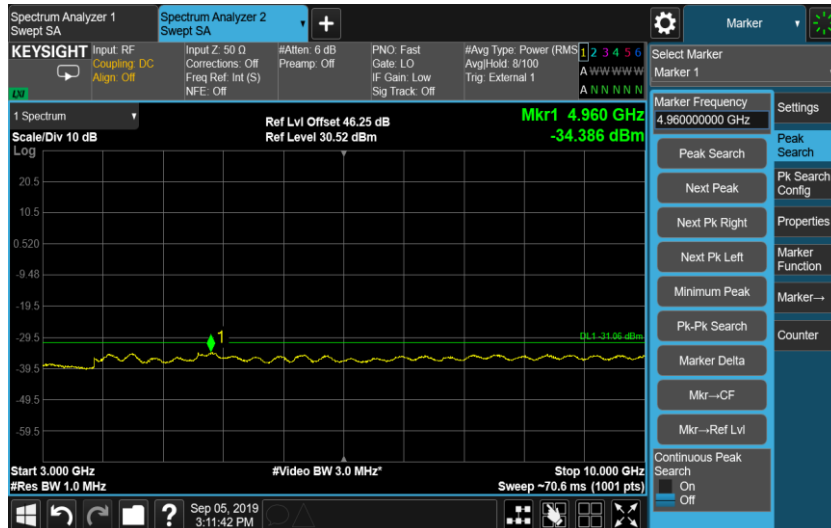 Spectrum Analyzer 1
Swept SA
Spectrum Analyzer 2
Swept SA
+
Marker
KEYSIGHT
LXI
Input: RF
Coupling: DC
Align: Off
Input Z: 50 Ω
Corrections: Off
Freq Ref: Int (S)
NFE: Off
#Atten: 6 dB
Preamp: Off
PNO: Fast
Gate: LO
IF Gain: Low
Sig Track: Off
#Avg Type: Power (RMS
Avg|Hold: 8/100
Trig: External 1
1 2 3 4 5 6
A W W W W W
A N N N N N
Select Marker
Marker 1
1 Spectrum
Scale/Div 10 dB
Log
Ref Lvl Offset 46.25 dB
Ref Level 30.52 dBm
Mkr1 4.960 GHz
-34.386 dBm
20.5
10.5
0.520
-9.48
-19.5
-29.5
-39.5
-49.5
-59.5
1
DL1 -31.06 dBm
Start 3.000 GHz
#Res BW 1.0 MHz
#Video BW 3.0 MHz*
Stop 10.000 GHz
Sweep ~70.6 ms (1001 pts)
Marker Frequency
4.960000000 GHz
Peak Search
Next Peak
Next Pk Right
Next Pk Left
Minimum Peak
Pk-Pk Search
Marker Delta
Mkr→CF
Mkr→Ref Lvl
Continuous Peak
Search
On
Off
Settings
Peak
Search
Pk Search
Config
Properties
Marker
Function
Marker→
Counter
?
Sep 05, 2019
3:11:42 PM